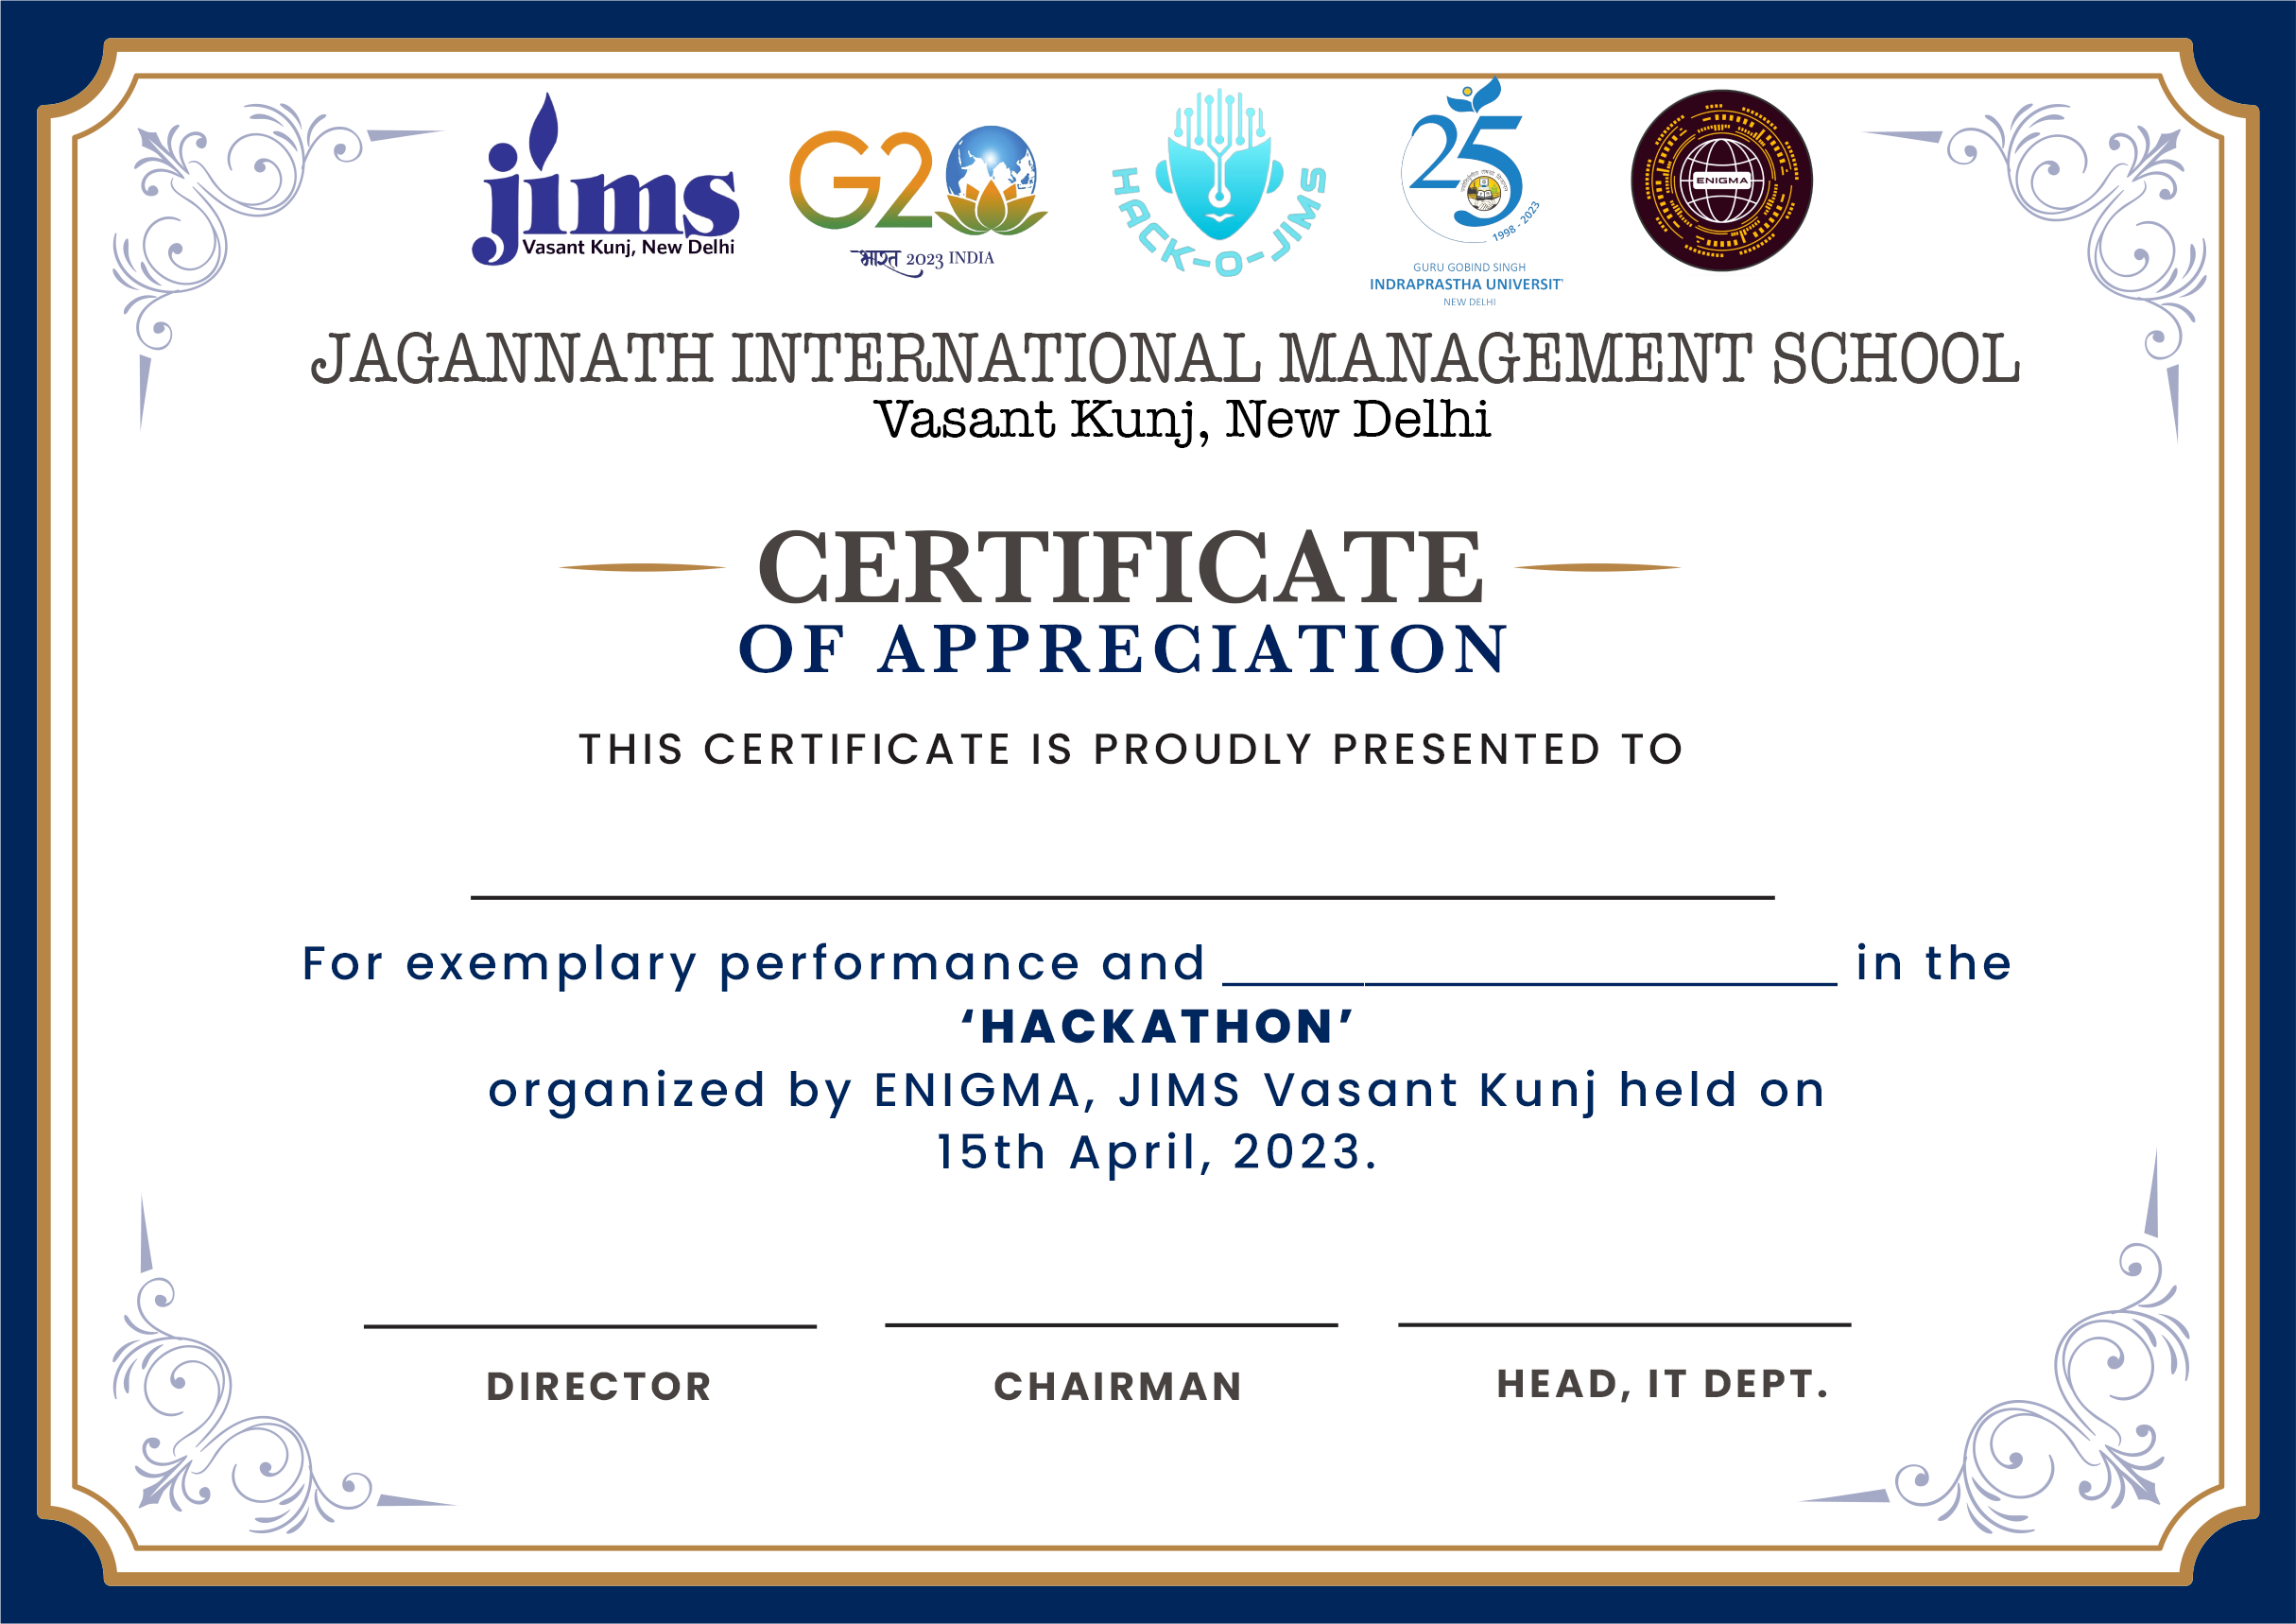 jims
Vasant Kunj, New Delhi
G20
भारत 2023 INDIA
HACK-O-JIMS
25
1998 - 2023
GURU GOBIND SINGH
INDRAPRASTHA UNIVERSIT
NEW DELHI
ENIGMA
JAGANNATH INTERNATIONAL MANAGEMENT SCHOOL
Vasant Kunj, New Delhi
CERTIFICATE
OF APPRECIATION
THIS CERTIFICATE IS PROUDLY PRESENTED TO
For exemplary performance and ____________________ in the
‘HACKATHON’
organized by ENIGMA, JIMS Vasant Kunj held on
15th April, 2023.
DIRECTOR
CHAIRMAN
HEAD, IT DEPT.